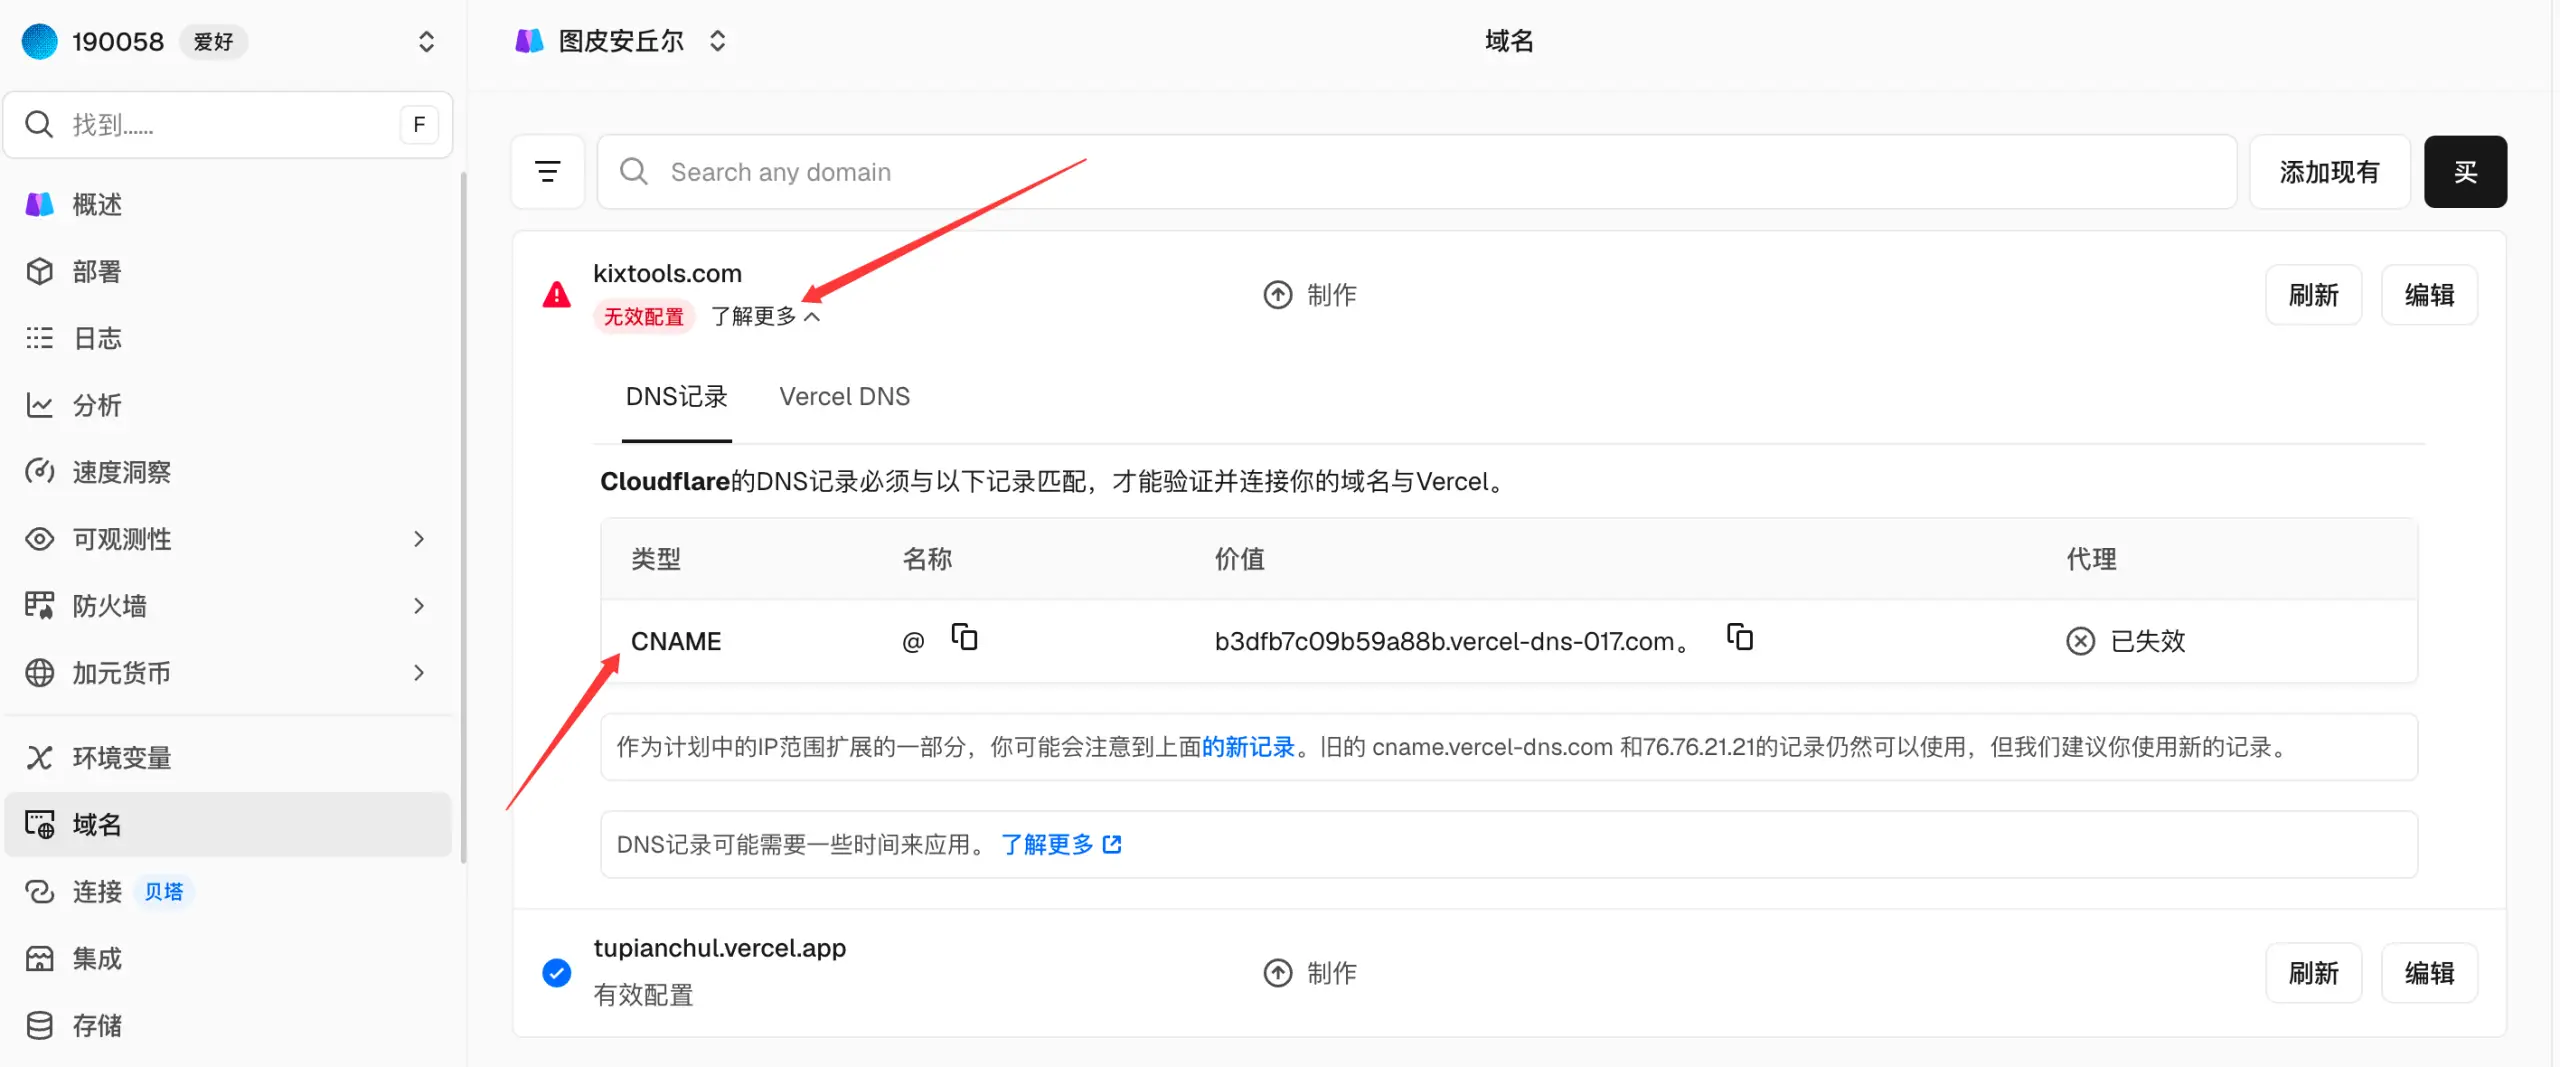 190058 爱好
图皮安丘尔
域名
找到......
F
Search any domain
添加现有
买
概述
部署
日志
分析
速度洞察
可观测性
防火墙
加元货币
环境变量
域名
连接 贝塔
集成
存储
kixtools.com
无效配置 了解更多
制作
刷新
编辑
DNS记录 Vercel DNS
Cloudflare的DNS记录必须与以下记录匹配，才能验证并连接你的域名与Vercel。
类型 名称 价值 代理
CNAME @ b3dfb7c09b59a88b.vercel-dns-017.com。 已失效
作为计划中的IP范围扩展的一部分，你可能会注意到上面的新记录。旧的 cname.vercel-dns.com 和76.76.21.21的记录仍然可以使用，但我们建议你使用新的记录。
DNS记录可能需要一些时间来应用。 了解更多
tupianchul.vercel.app
有效配置
制作
刷新
编辑